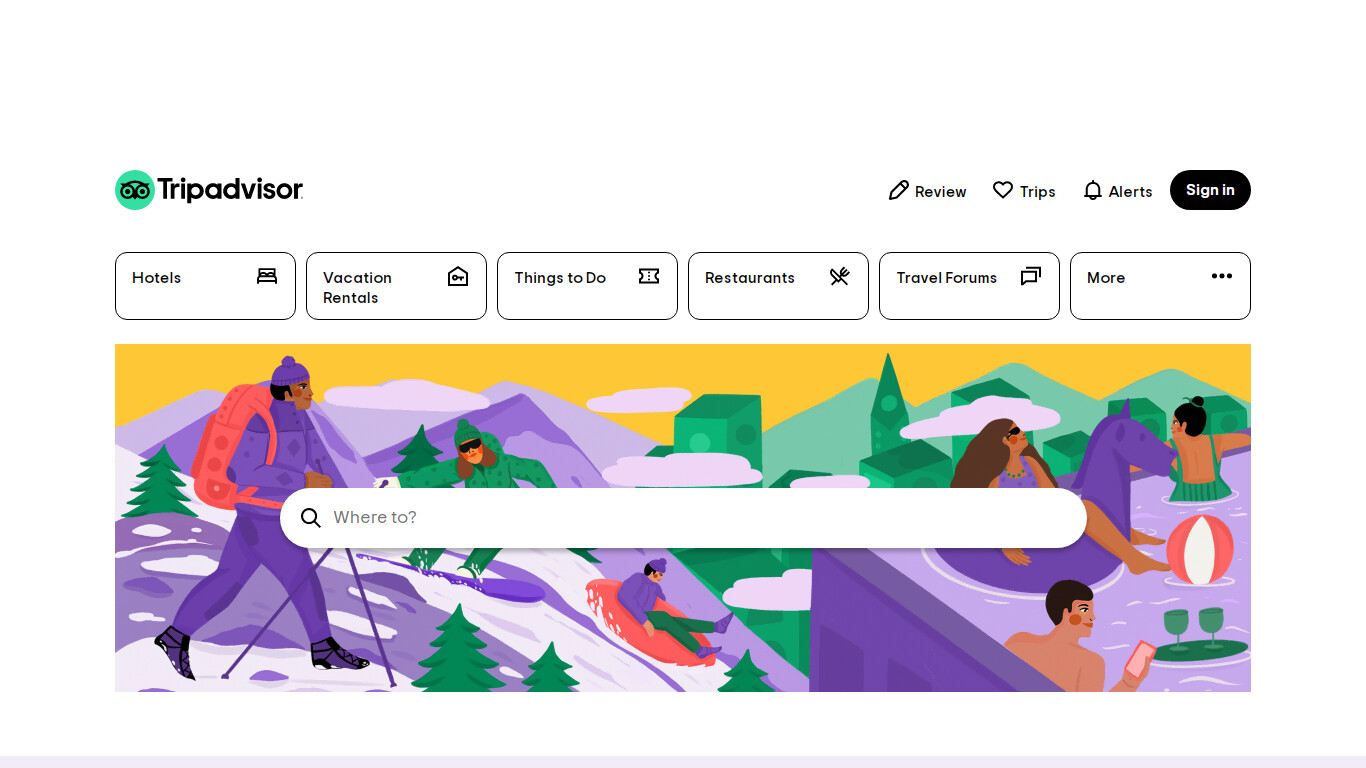 Tripadvisor
Review
Trips
Alerts
Sign in
Hotels
Vacation
Rentals
Things to Do
Restaurants
Travel Forums
More
Where to?